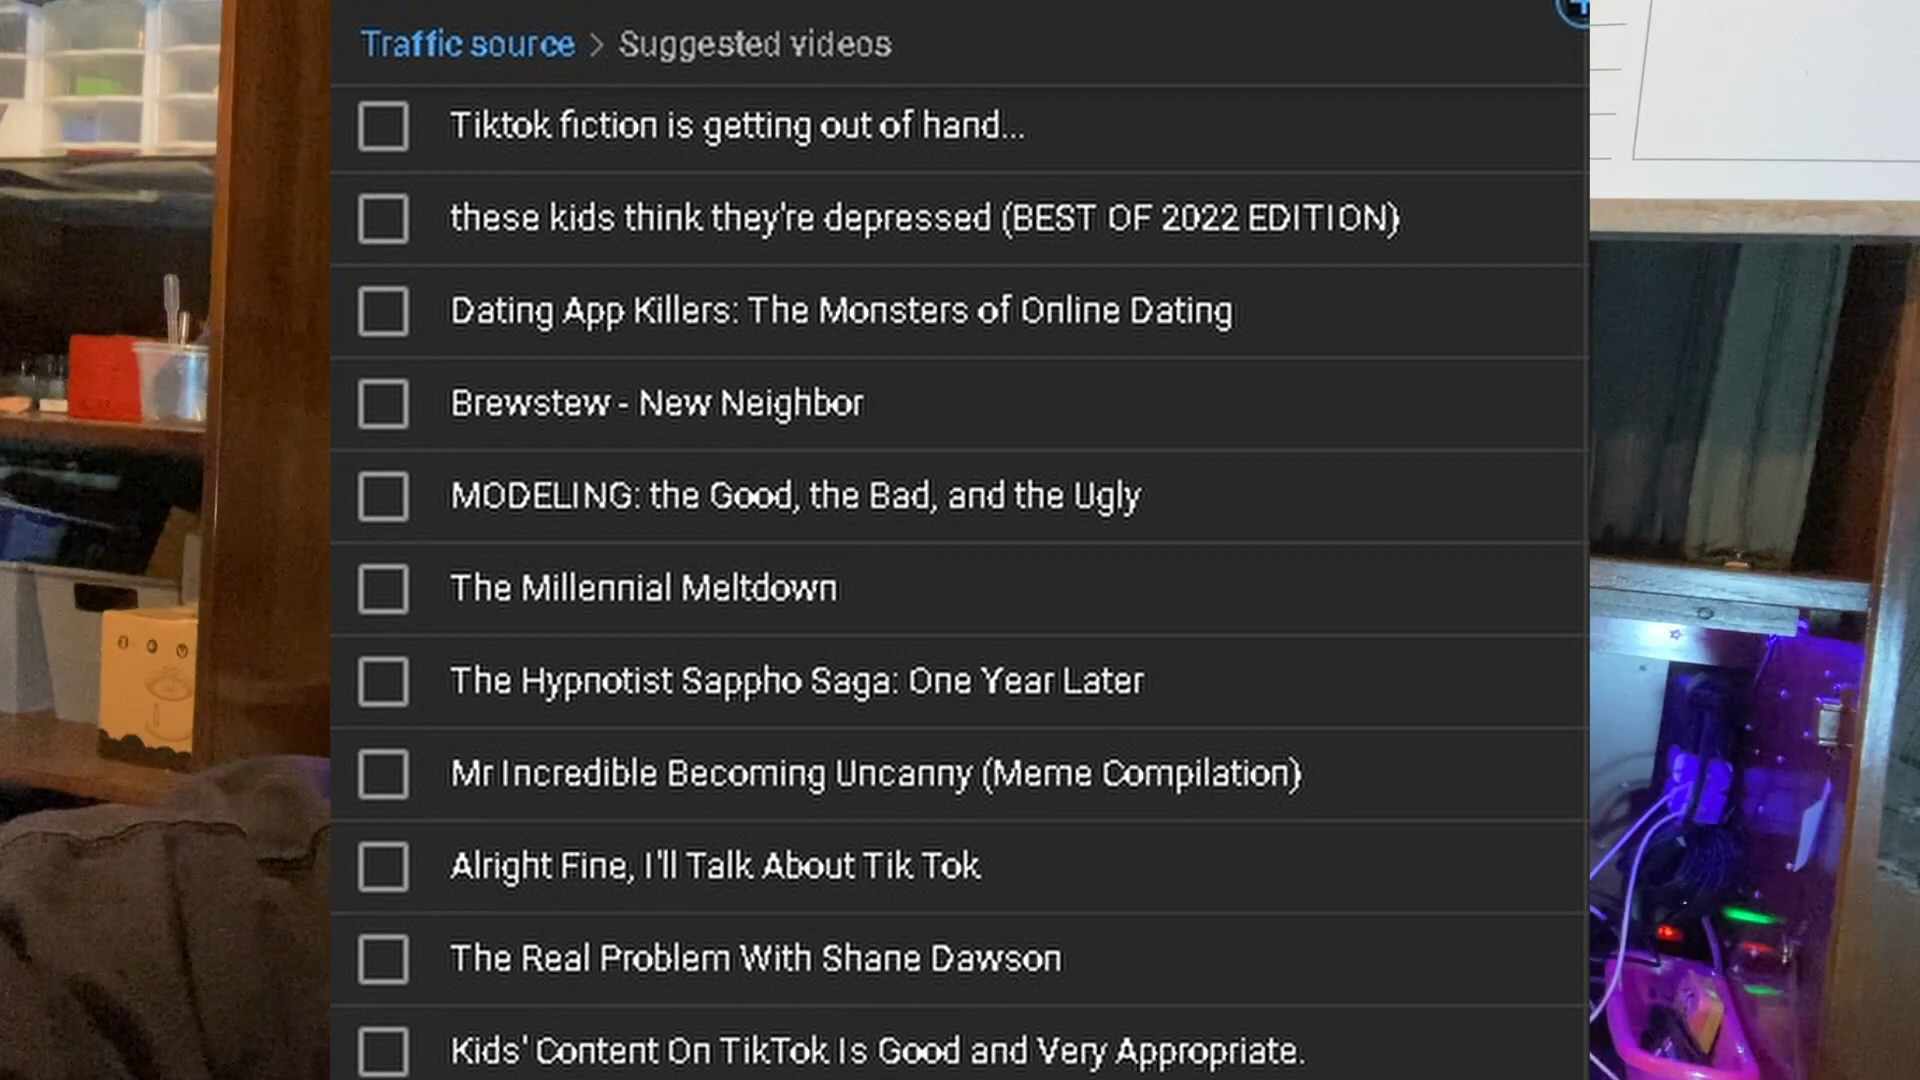 Traffic source > Suggested videos
Tiktok fiction is getting out of hand...
these kids think they're depressed (BEST OF 2022 EDITION)
Dating App Killers: The Monsters of Online Dating
Brewstew - New Neighbor
MODELING: the Good, the Bad, and the Ugly
The Millennial Meltdown
The Hypnotist Sappho Saga: One Year Later
Mr Incredible Becoming Uncanny (Meme Compilation)
Alright Fine, I'll Talk About Tik Tok
The Real Problem With Shane Dawson
Kids' Content On TikTok Is Good and Very Appropriate.